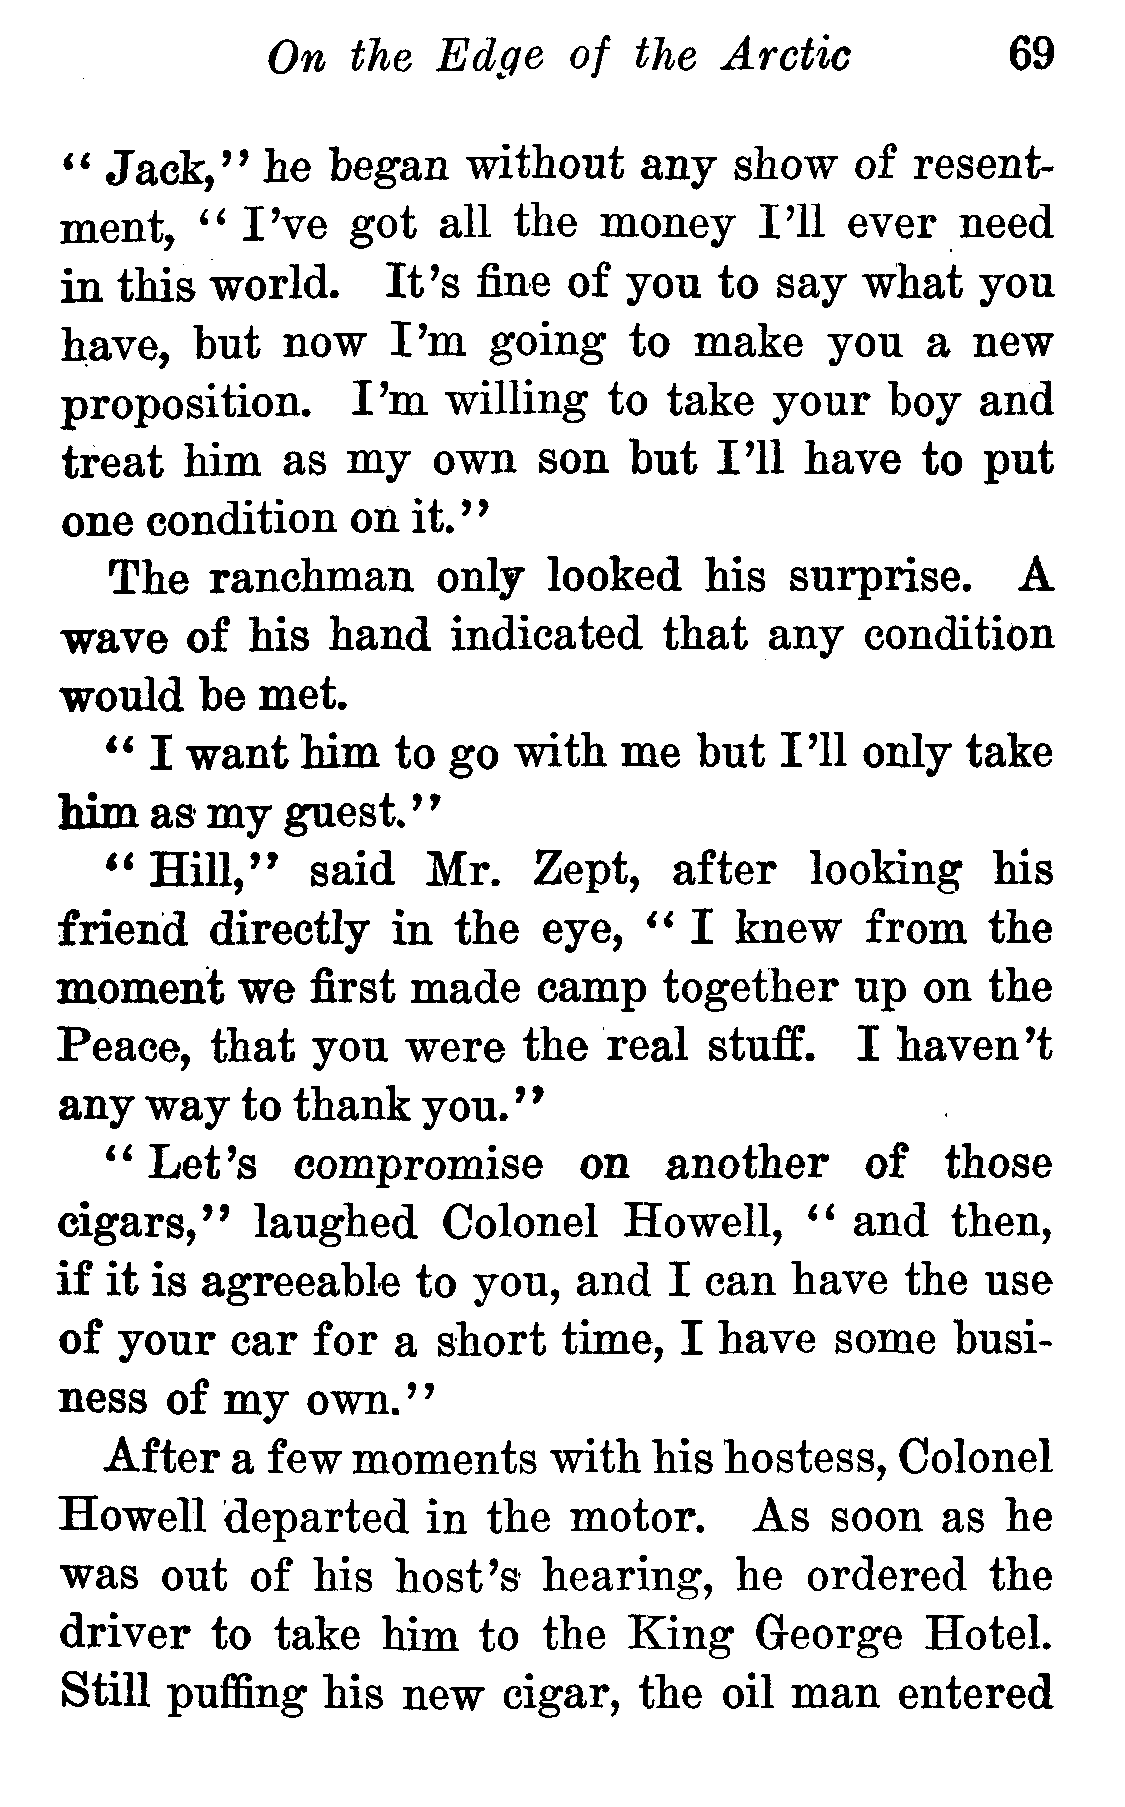 On the Edge of the Arctic 69
“ Jack,” he began without any show of resent-
ment, “ I’ve got all the money I’ll ever need
in this world. It’s fine of you to say what you
have, but now I’m going to make you a new
proposition. I’m willing to take your boy and
treat him as my own son but I’ll have to put
one condition on it.”
The ranchman only looked his surprise. A
wave of his hand indicated that any condition
would be met.
“ I want him to go with me but I’ll only take
him as my guest.”
“ Hill,” said Mr. Zept, after looking his
friend directly in the eye, “ I knew from the
moment we first made camp together up on the
Peace, that you were the real stuff. I haven’t
any way to thank you.”
“ Let’s compromise on another of those
cigars,” laughed Colonel Howell, “ and then,
if it is agreeable to you, and I can have the use
of your car for a short time, I have some busi-
ness of my own.”
After a few moments with his hostess, Colonel
Howell departed in the motor. As soon as he
was out of his host’s hearing, he ordered the
driver to take him to the King George Hotel.
Still puffing his new cigar, the oil man entered